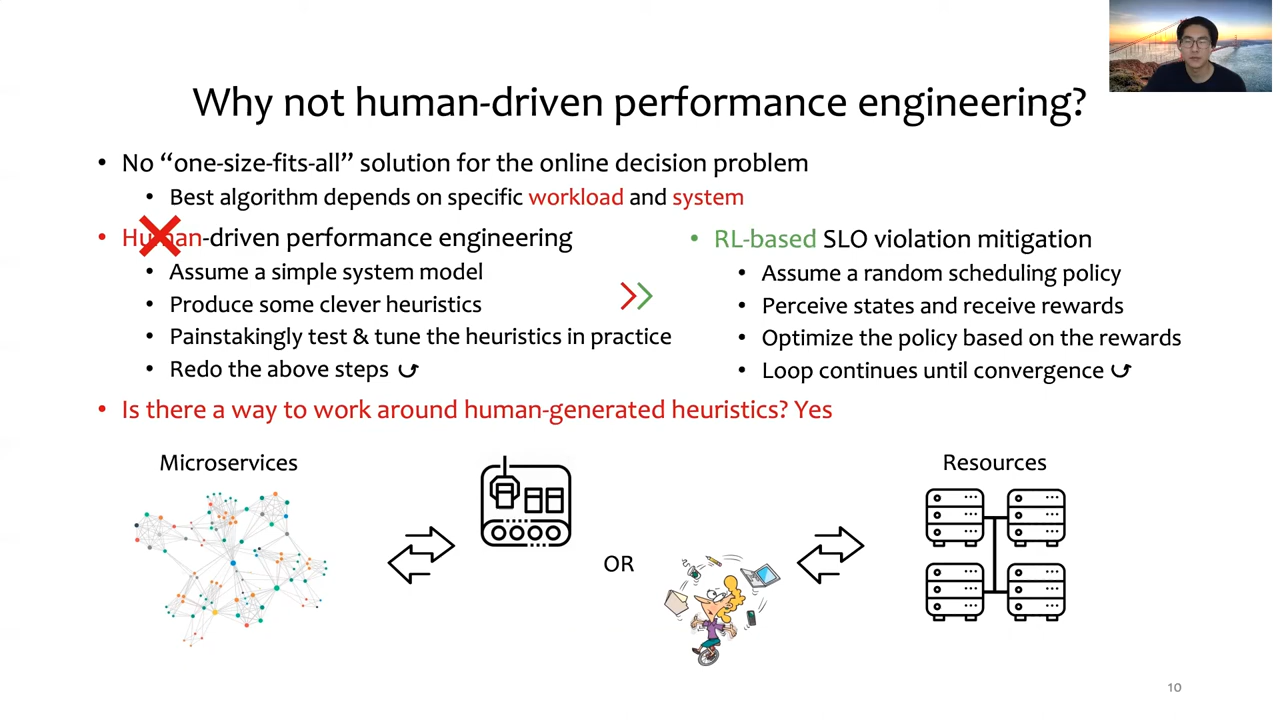 Why not human-driven performance engineering?
• No “one-size-fits-all” solution for the online decision problem
• Best algorithm depends on specific workload and system
• Human-driven performance engineering
• Assume a simple system model
• Produce some clever heuristics
• Painstakingly test & tune the heuristics in practice
• Redo the above steps
• RL-based SLO violation mitigation
• Assume a random scheduling policy
• Perceive states and receive rewards
• Optimize the policy based on the rewards
• Loop continues until convergence
• Is there a way to work around human-generated heuristics? Yes
Microservices
OR
Resources
10